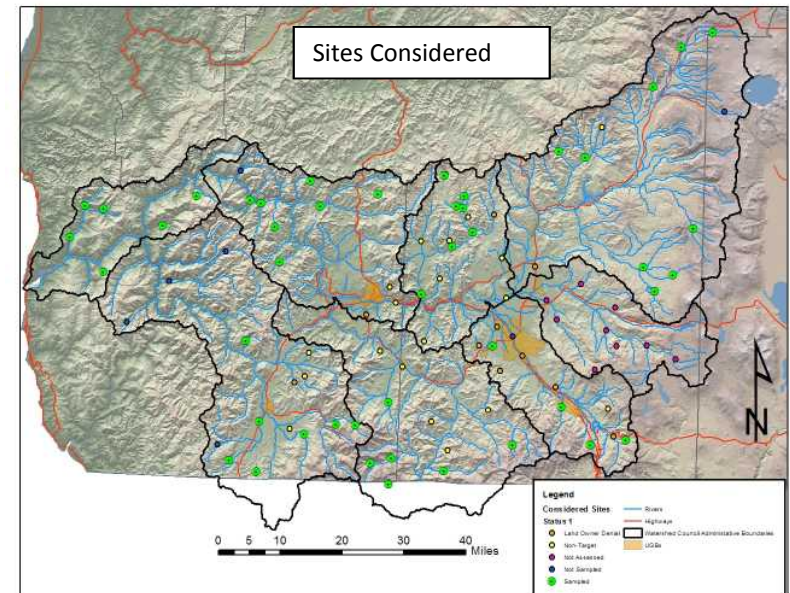 Sites Considered
N
0 5 10 20 30 40
Miles
Legend
Considered Sites
Status 1
Land Owner Denial
Non-Target
Not Assessed
Not Sampled
Sampled
Rivers
Highways
Watershed Council Administrative Boundaries
UGBs